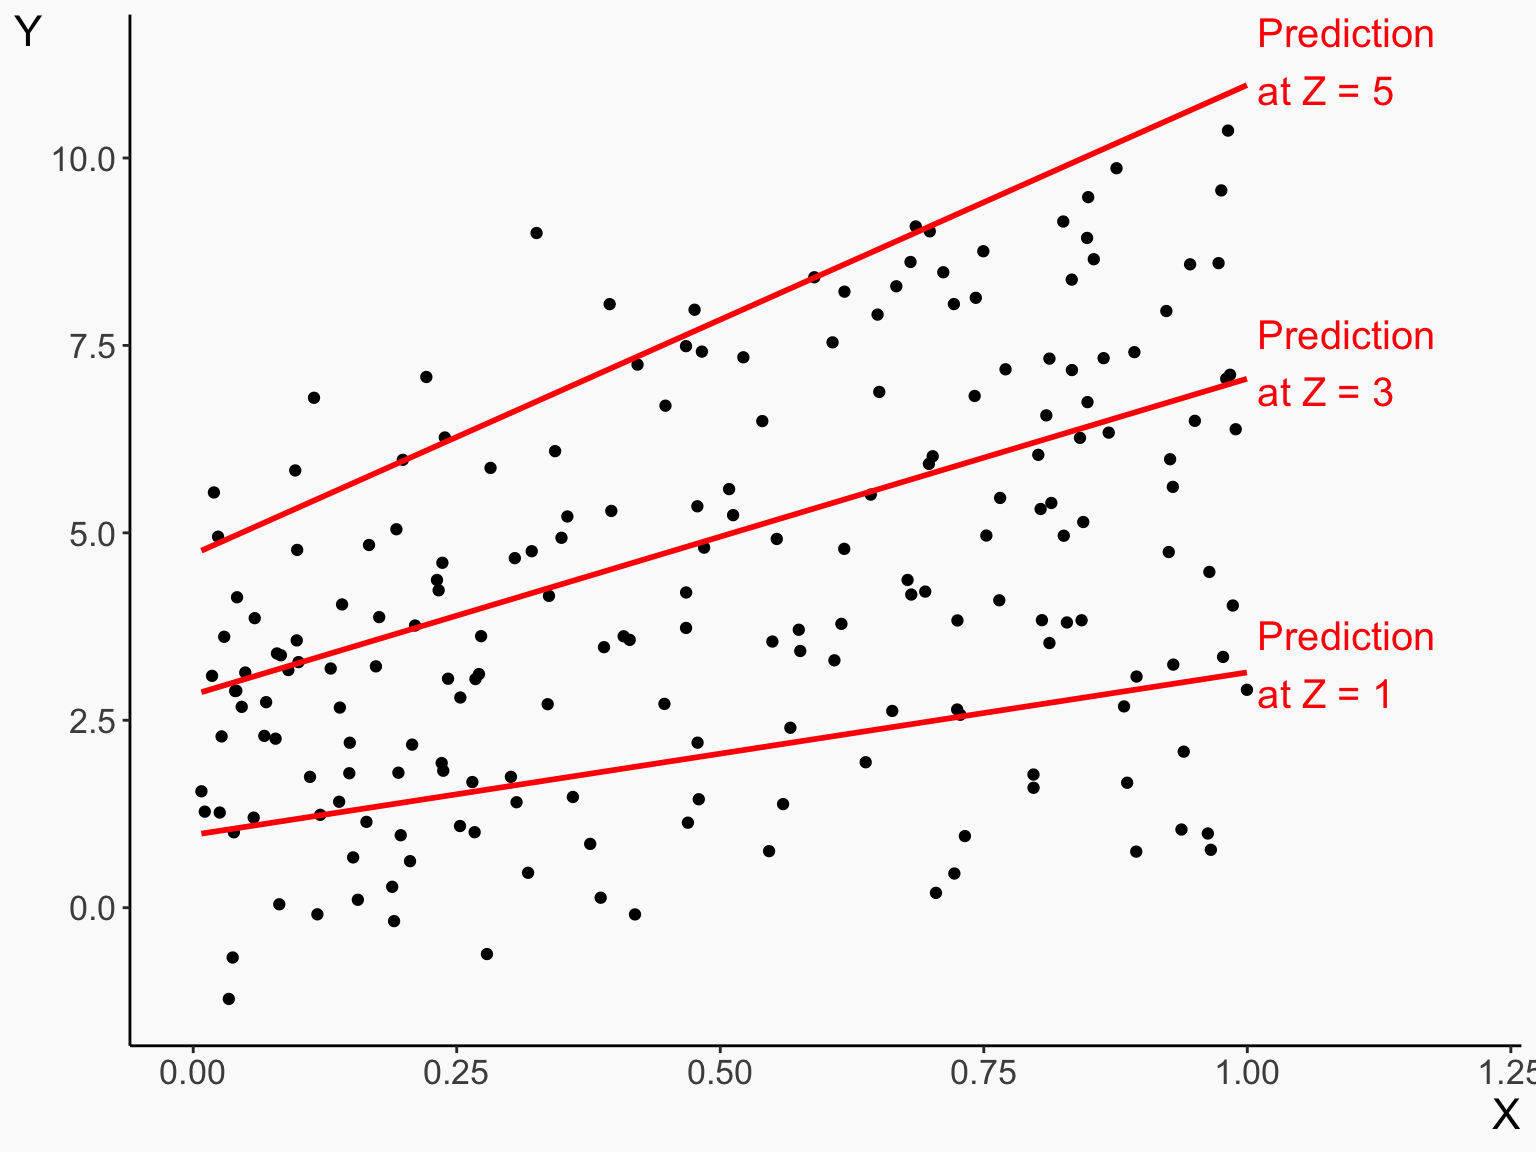 Y
Prediction
at Z = 5
10.0
7.5
Prediction
at Z = 3
5.0
Prediction
at Z = 1
2.5
0.0
0.00 0.25 0.50 0.75 1.00 1.25
X